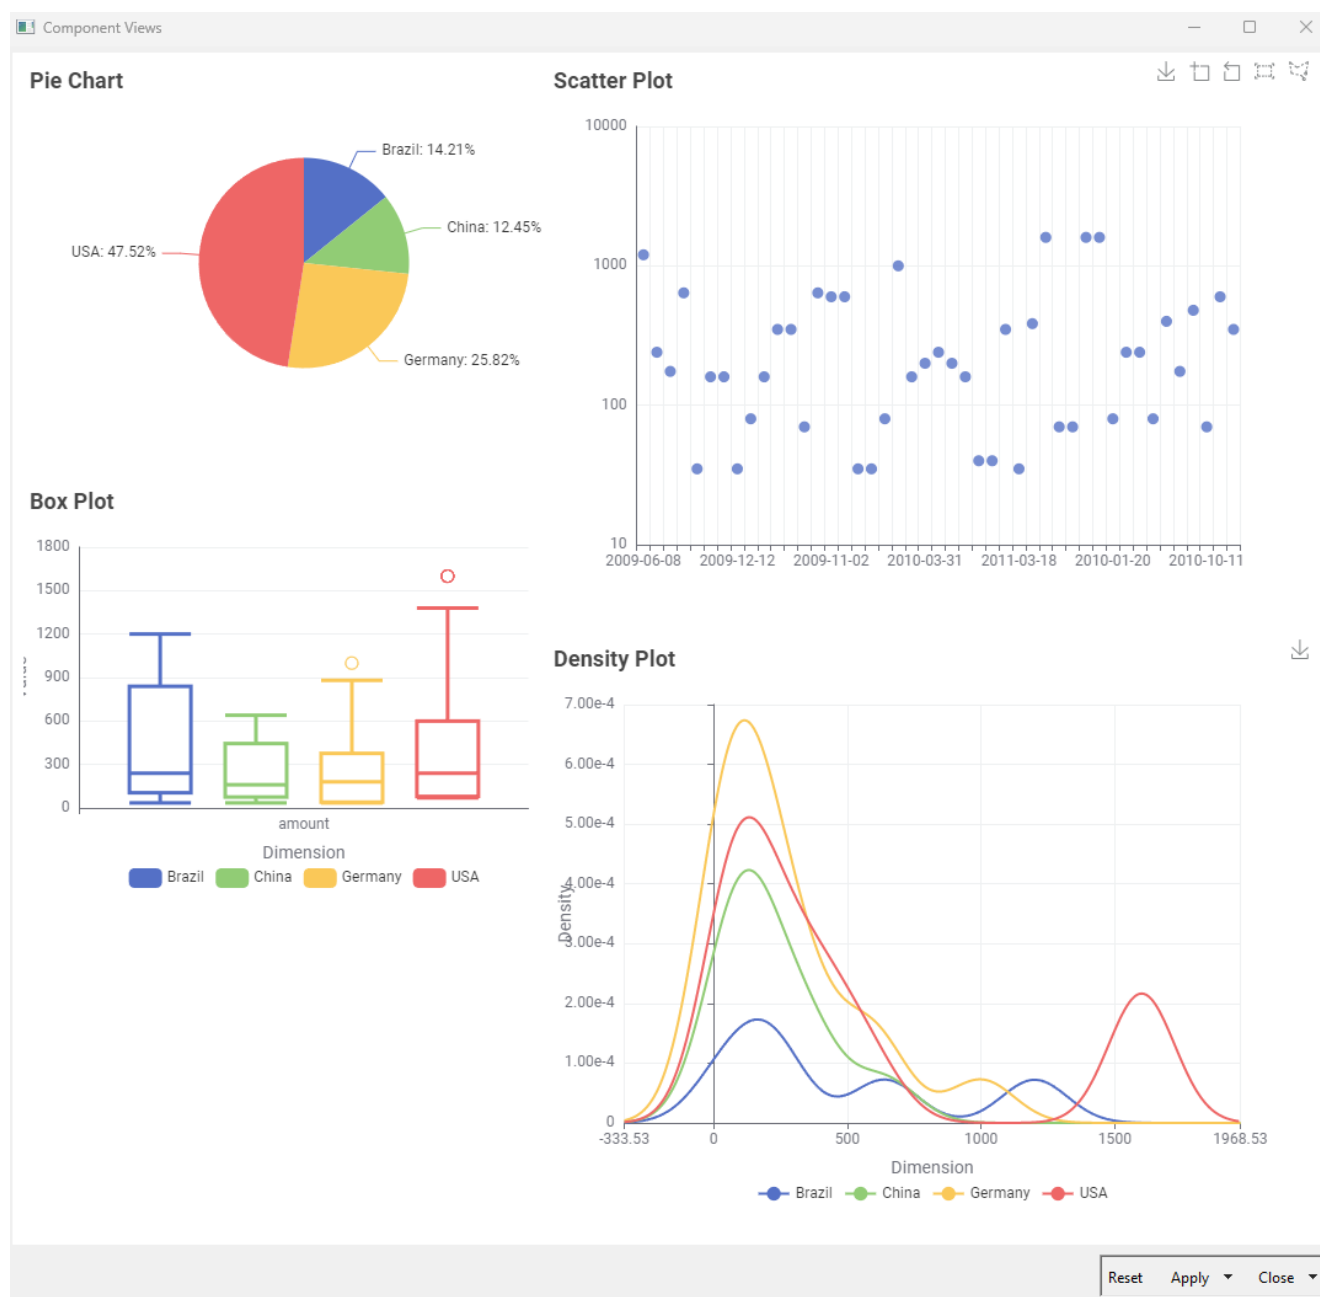 Component Views
Pie Chart
Brazil: 14.21%
China: 12.45%
USA: 47.52%
Germany: 25.82%
Scatter Plot
10000
1000
100
10
2009-06-08 2009-12-12 2009-11-02 2010-03-31 2011-03-18 2010-01-20 2010-10-11
Box Plot
1800
1500
1200
900
600
300
0
amount
Dimension
Brazil China Germany USA
Density Plot
7.00e-4
6.00e-4
5.00e-4
4.00e-4
Density
3.00e-4
2.00e-4
1.00e-4
0
-333.53 0 500 1000 1500 1968.53
Dimension
Brazil China Germany USA
Reset Apply Close